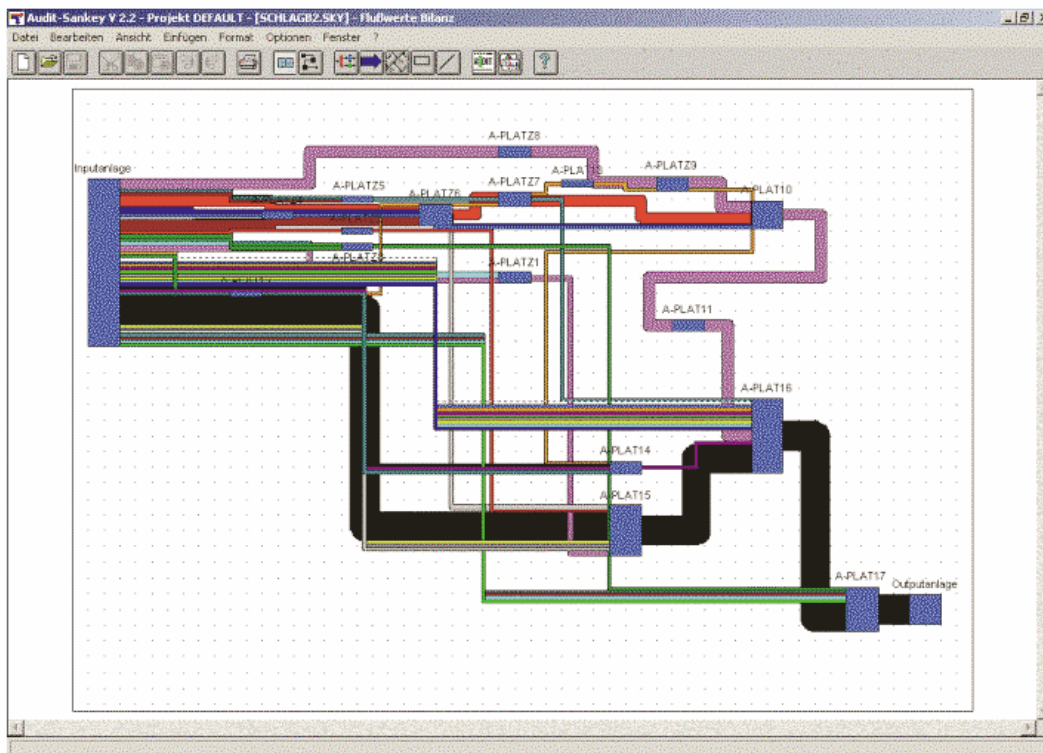 Audit-Sankey V 2.2 - Projekt DEFAULT - [SCHLAGB2.SKY] - Flußwerte Bilanz
Datei Bearbeiten Ansicht Einfügen Format Optionen Fenster ?
A-PLATZ8
Inputanlage
A-PLATZ9
A-PLATZ5
A-PLATZ6
A-PLATZ7
A-PLAT10
A-PLATZ1
A-PLAT11
A-PLAT16
A-PLAT14
A-PLAT15
A-PLAT17
Outputanlage